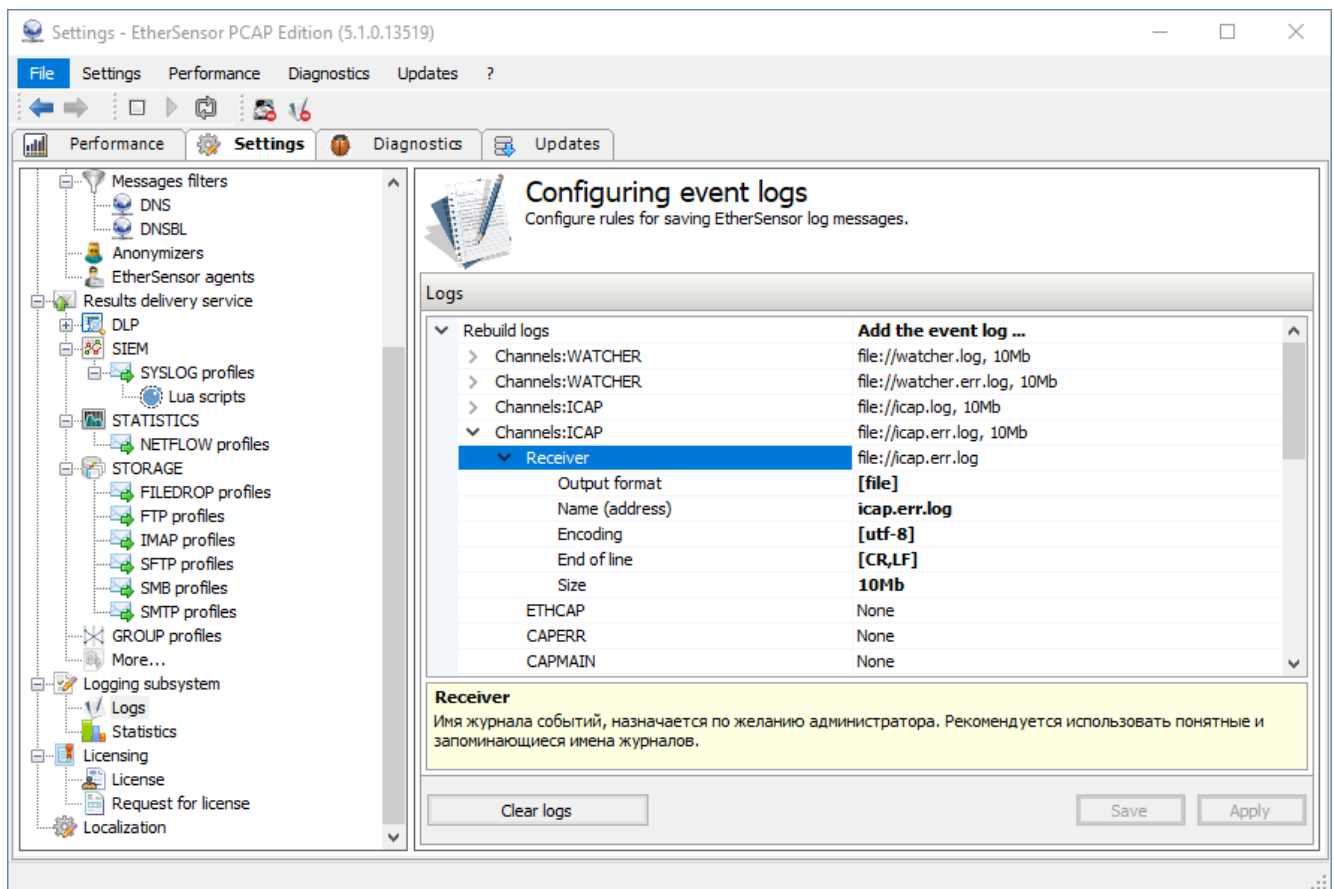 Settings - EtherSensor PCAP Edition (5.1.0.13519)
File Settings Performance Diagnostics Updates ?
Performance Settings Diagnostics Updates
Messages filters
DNS
DNSBL
Anonymizers
EtherSensor agents
Results delivery service
DLP
SIEM
SYSLOG profiles
Lua scripts
STATISTICS
NETFLOW profiles
STORAGE
FILEDROP profiles
FTP profiles
IMAP profiles
SFTP profiles
SMB profiles
SMTP profiles
GROUP profiles
More...
Logging subsystem
Logs
Statistics
Licensing
License
Request for license
Localization
Configuring event logs
Configure rules for saving EtherSensor log messages.
Logs
Rebuild logs Add the event log ...
Channels:WATCHER file://watcher.log, 10Mb
Channels:WATCHER file://watcher.err.log, 10Mb
Channels:ICAP file://icap.log, 10Mb
Channels:ICAP file://icap.err.log, 10Mb
Receiver file://icap.err.log
Output format [file]
Name (address) icap.err.log
Encoding [utf-8]
End of line [CR,LF]
Size 10Mb
ETHCAP None
CAPERR None
CAPMAIN None
Receiver
Имя журнала событий, назначается по желанию администратора. Рекомендуется использовать понятные и
запоминающиеся имена журналов.
Clear logs Save Apply